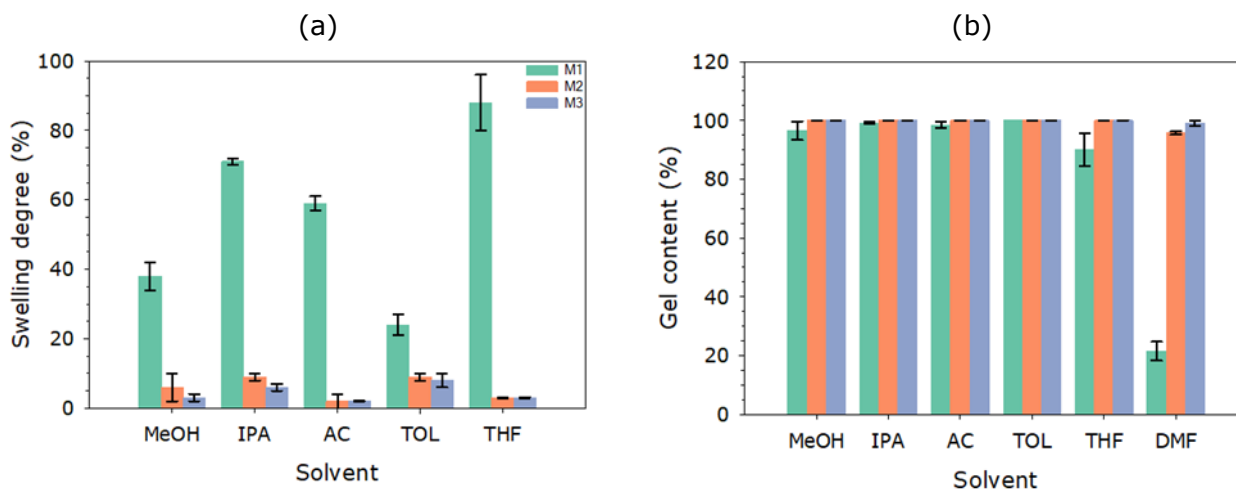 (a)
Swelling degree (%)
100
80
60
40
20
0
M1
M2
M3
MeOH IPA AC TOL THF
Solvent
(b)
Gel content (%)
120
100
80
60
40
20
0
MeOH IPA AC TOL THF DMF
Solvent